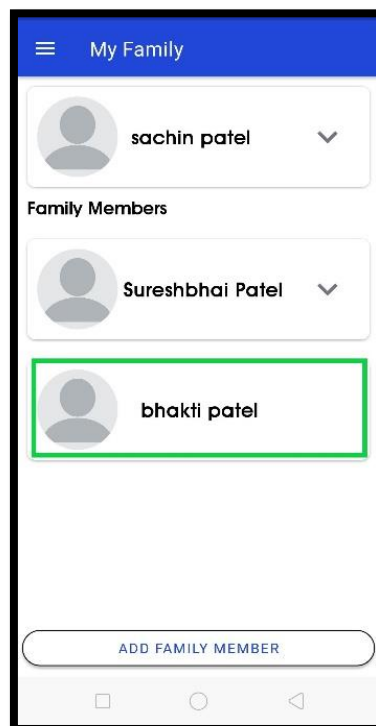 My Family
sachin patel
Family Members
Sureshbhai Patel
bhakti patel
ADD FAMILY MEMBER